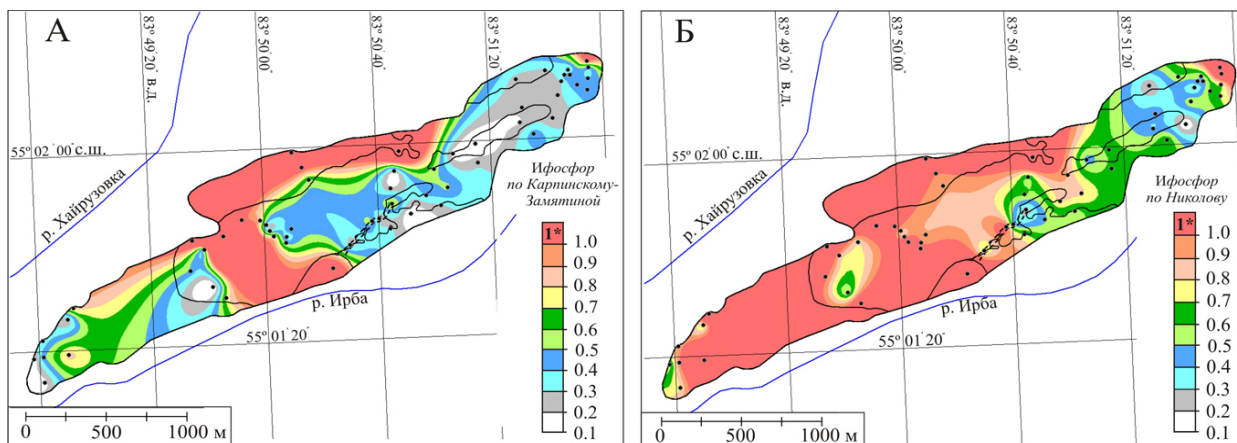 А
83° 49' 20" в.д.
83° 50' 00"
83° 50' 40"
83° 51' 20"
55° 02' 00" с.ш.
р. Хайрузовка
р. Ирба
55° 01' 20"
Ифосфор
по Карпинскому-
Замятиной
1*
1.0
0.9
0.8
0.7
0.6
0.5
0.4
0.3
0.2
0.1
0 500 1000 м
Б
83° 49' 20" в.д.
83° 50' 00"
83° 50' 40"
83° 51' 20"
55° 02' 00" с.ш.
р. Хайрузовка
р. Ирба
55° 01' 20"
Ифосфор
по Николову
1*
1.0
0.9
0.8
0.7
0.6
0.5
0.4
0.3
0.2
0.1
0 500 1000 м